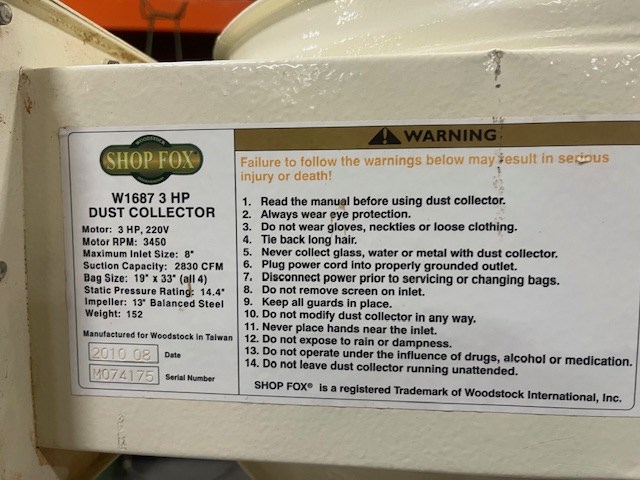 WOODSTOCK
SHOP FOX
W1687 3 HP
DUST COLLECTOR
Motor: 3 HP, 220V
Motor RPM: 3450
Maximum Inlet Size: 8"
Suction Capacity: 2830 CFM
Bag Size: 19" x 33" (all 4)
Static Pressure Rating: 14.4"
Impeller: 13" Balanced Steel
Weight: 152
Manufactured for Woodstock in Taiwan
2010 08 Date
M074175 Serial Number
WARNING
Failure to follow the warnings below may result in serious
injury or death!
1. Read the manual before using dust collector.
2. Always wear eye protection.
3. Do not wear gloves, neckties or loose clothing.
4. Tie back long hair.
5. Never collect glass, water or metal with dust collector.
6. Plug power cord into properly grounded outlet.
7. Disconnect power prior to servicing or changing bags.
8. Do not remove screen on inlet.
9. Keep all guards in place.
10. Do not modify dust collector in any way.
11. Never place hands near the inlet.
12. Do not expose to rain or dampness.
13. Do not operate under the influence of drugs, alcohol or medication.
14. Do not leave dust collector running unattended.
SHOP FOX® is a registered Trademark of Woodstock International, Inc.